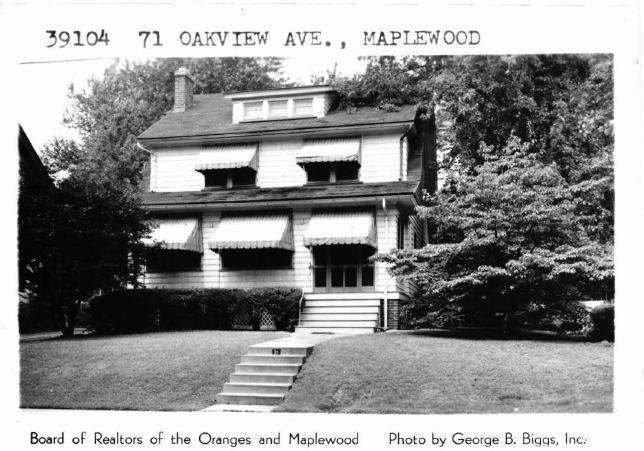 39104 71 OAKVIEW AVE., MAPLEWOOD
Board of Realtors of the Oranges and Maplewood Photo by George B. Biggs, Inc.